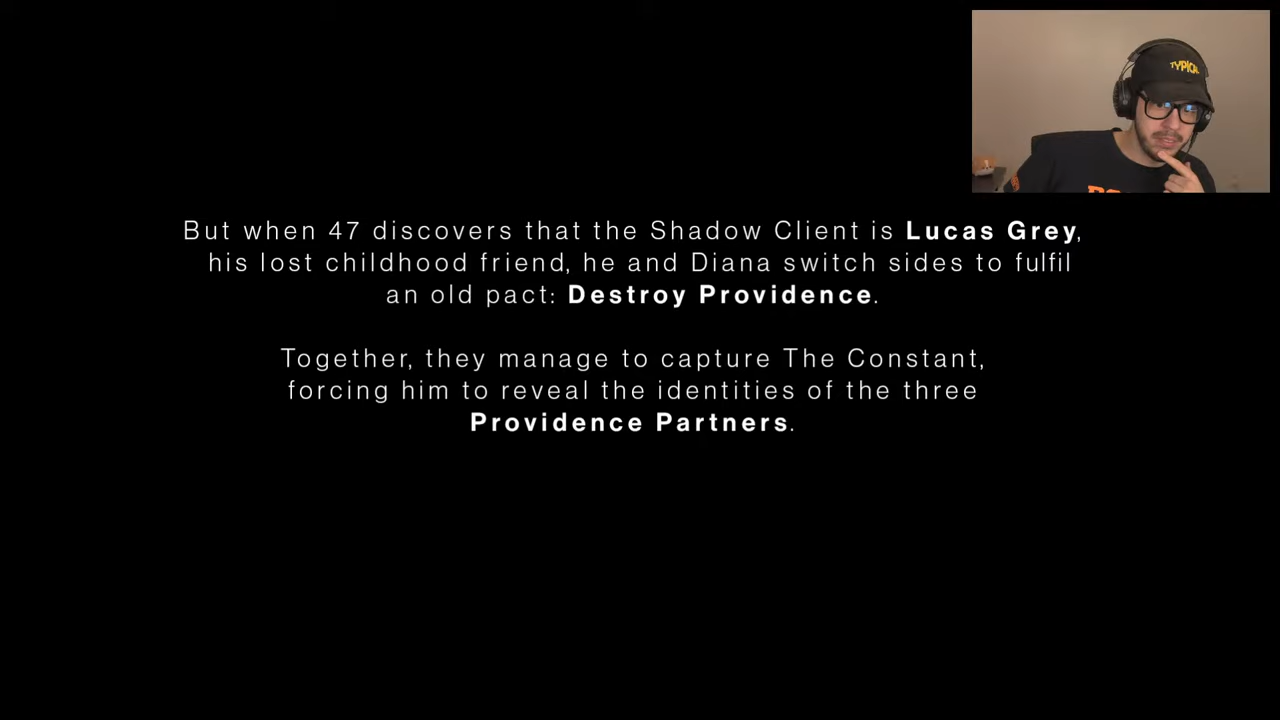 TYPICAL
But when 47 discovers that the Shadow Client is Lucas Grey,
his lost childhood friend, he and Diana switch sides to fulfil
an old pact: Destroy Providence.
Together, they manage to capture The Constant,
forcing him to reveal the identities of the three
Providence Partners.